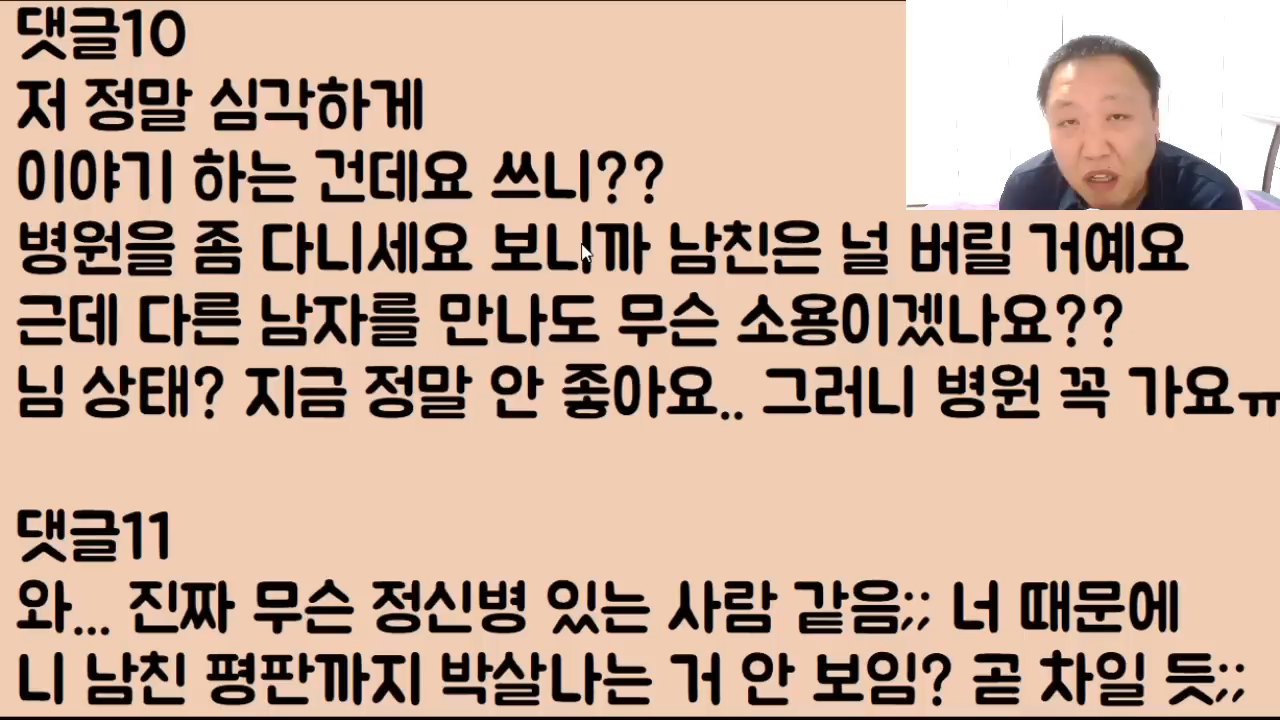 댓글10
저 정말 심각하게
이야기 하는 건데요 쓰니??
병원을 좀 다니세요 보니까 남친은 널 버릴 거예요
근데 다른 남자를 만나도 무슨 소용이겠나요??
님 상태? 지금 정말 안 좋아요.. 그러니 병원 꼭 가요ㅠ
댓글11
와... 진짜 무슨 정신병 있는 사람 같음;; 너 때문에
니 남친 평판까지 박살나는 거 안 보임? 곧 차일 듯;;